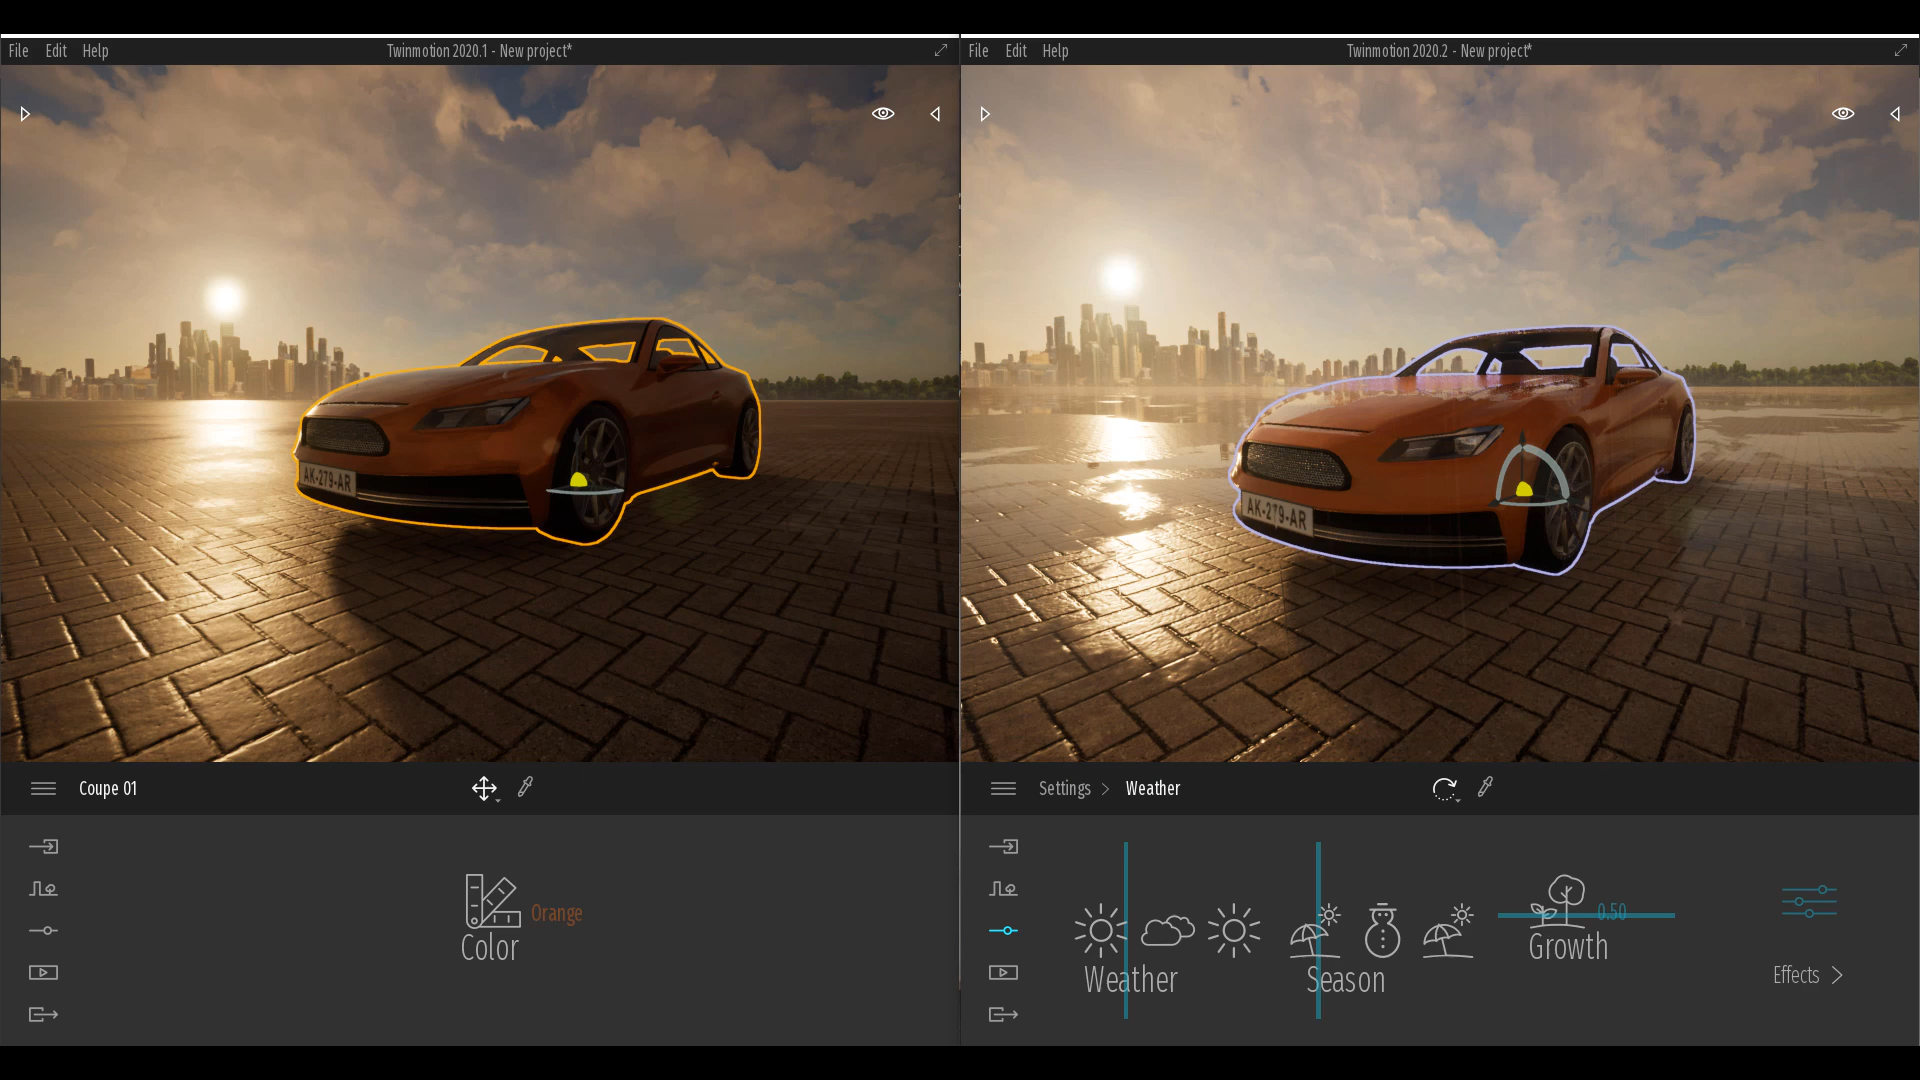 File Edit Help
Twinmotion 2020.1 - New project*
AK-279-AR
Coupe 01
Orange
Color
File Edit Help
Twinmotion 2020.2 - New project*
AK-279-AR
Settings > Weather
Weather
Season
0.50
Growth
Effects >